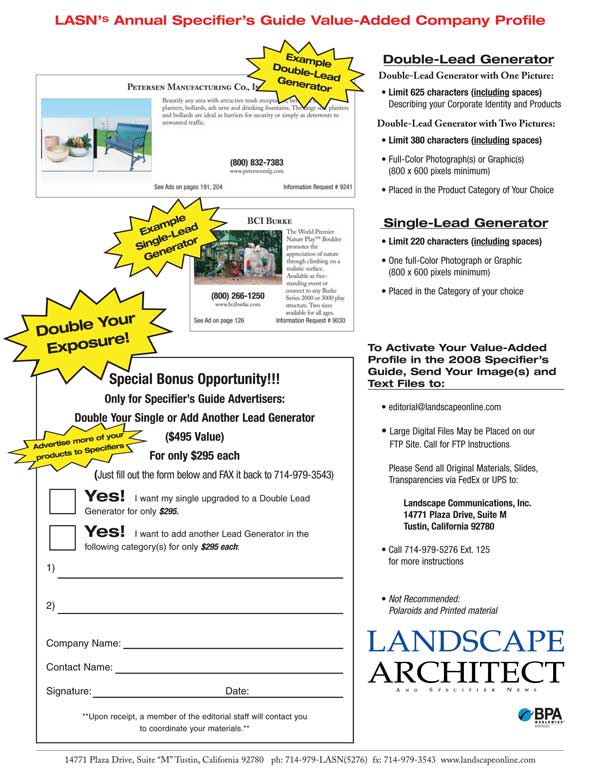 LASN'S Annual Specifier's Guide Value-Added Company Profile
Example
Double-Lead
Generator
PETERSEN MANUFACTURING CO., I
Beautify any area with attractive trash recepta
planters, bollards, ash urns and drinking fountains. The planters
and bollards are ideal as barriers for security or simply as deterrents to
unwanted traffic.
(800) 832-7383
www.petersenmfg.com
See Ads on pages 191, 204 Information Request # 9241
Example
Single-Lead
Generator
BCI BURKE
The World Premier
Nature Play™ Boulder
promotes the
appreciation of nature
through climbing on a
realistic surface.
Available as free-
standing event or
connect to any Burke
Series 2000 or 3000 play
structure. Two sizes
available for all ages.
(800) 266-1250
www.bciburke.com
See Ad on page 126 Information Request # 9030
Double Your
Exposure!
Special Bonus Opportunity!!!
Only for Specifier's Guide Advertisers:
Double Your Single or Add Another Lead Generator
($495 Value)
For only $295 each
Advertise more of your
products to Specifiers
(Just fill out the form below and FAX it back to 714-979-3543)
Yes! I want my single upgraded to a Double Lead
Generator for only $295.
Yes! I want to add another Lead Generator in the
following category(s) for only $295 each:
1)
2)
Company Name:
Contact Name:
Signature: Date:
**Upon receipt, a member of the editorial staff will contact you
to coordinate your materials.**
Double-Lead Generator
Double-Lead Generator with One Picture:
• Limit 625 characters (including spaces)
Describing your Corporate Identity and Products
Double-Lead Generator with Two Pictures:
• Limit 380 characters (including spaces)
• Full-Color Photograph(s) or Graphic(s)
(800 x 600 pixels minimum)
• Placed in the Product Category of Your Choice
Single-Lead Generator
• Limit 220 characters (including spaces)
• One full-Color Photograph or Graphic
(800 x 600 pixels minimum)
• Placed in the Category of your choice
To Activate Your Value-Added
Profile in the 2008 Specifier's
Guide, Send Your Image(s) and
Text Files to:
• editorial@landscapeonline.com
• Large Digital Files May be Placed on our
FTP Site. Call for FTP Instructions
Please Send all Original Materials, Slides,
Transparencies via FedEx or UPS to:
Landscape Communications, Inc.
14771 Plaza Drive, Suite M
Tustin, California 92780
• Call 714-979-5276 Ext. 125
for more instructions
• Not Recommended:
Polaroids and Printed material
LANDSCAPE
ARCHITECT
AND SPECIFIER NEWS
BPA
WORLDWIDE
14771 Plaza Drive, Suite "M" Tustin, California 92780 ph: 714-979-LASN(5276) fx: 714-979-3543 www.landscapeonline.com